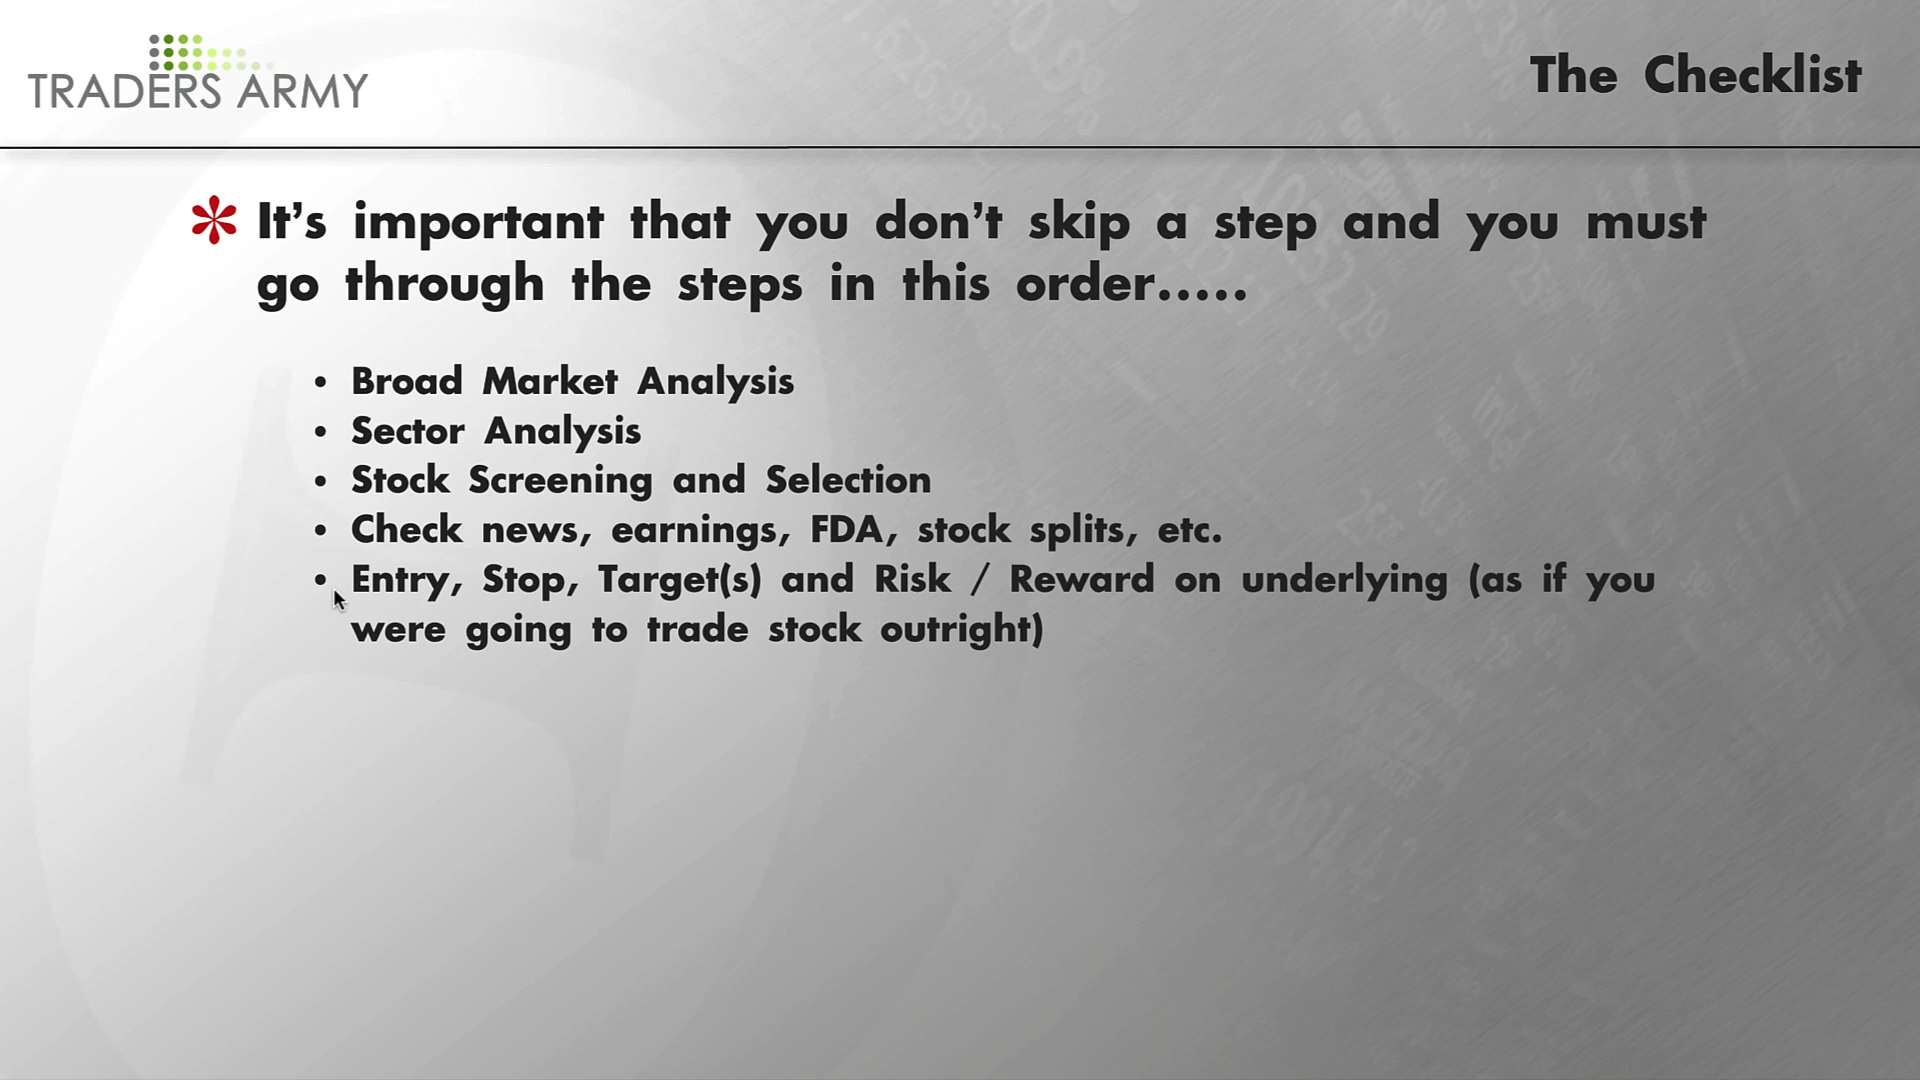 TRADERS ARMY
The Checklist
* It's important that you don't skip a step and you must
go through the steps in this order.....
• Broad Market Analysis
• Sector Analysis
• Stock Screening and Selection
• Check news, earnings, FDA, stock splits, etc.
• Entry, Stop, Target(s) and Risk / Reward on underlying (as if you
were going to trade stock outright)